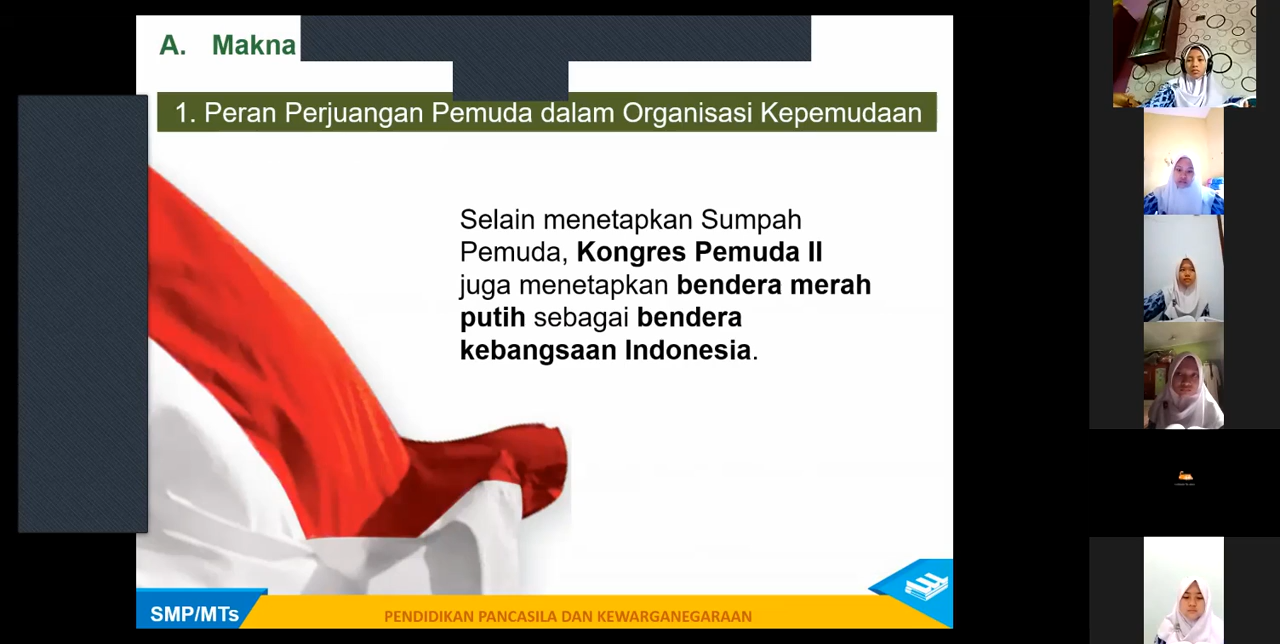 A. Makna
1. Peran Perjuangan Pemuda dalam Organisasi Kepemudaan
Selain menetapkan Sumpah
Pemuda, Kongres Pemuda II
juga menetapkan bendera merah
putih sebagai bendera
kebangsaan Indonesia.
SMP/MTs
PENDIDIKAN PANCASILA DAN KEWARGANEGARAAN